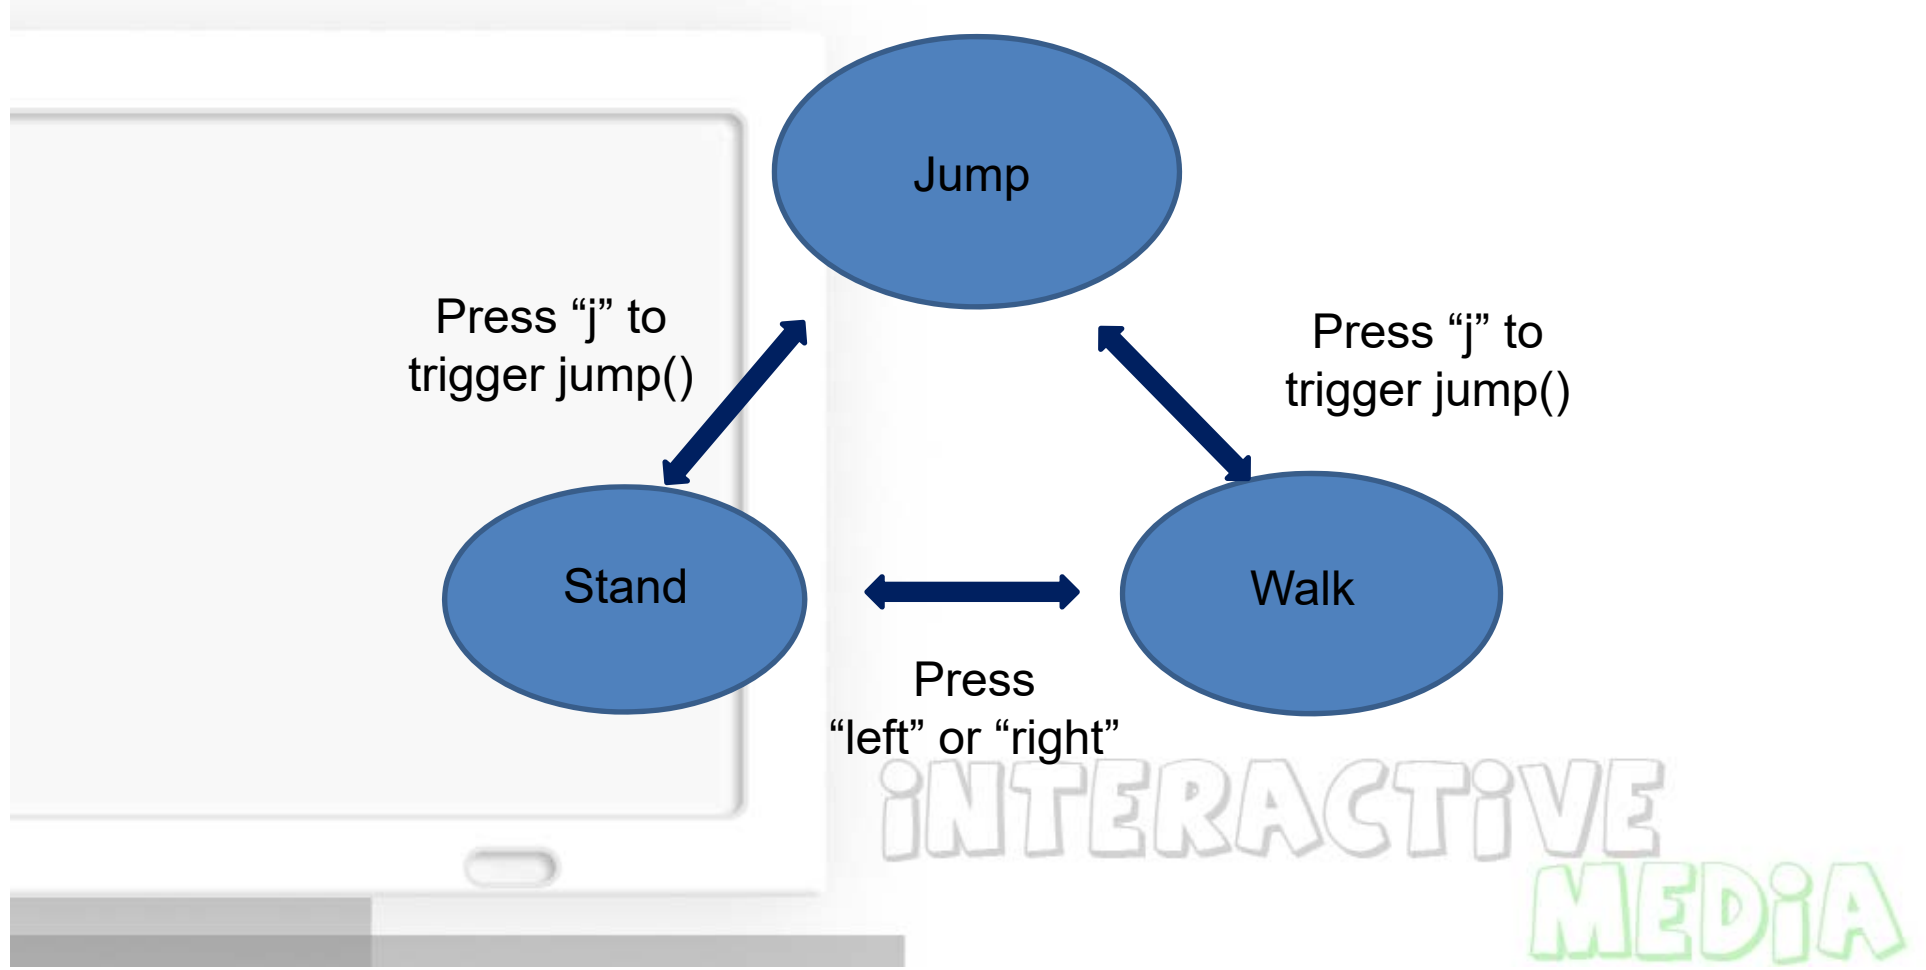 Jump
Press “j” to
trigger jump()
Press “j” to
trigger jump()
Stand
Walk
Press
“left” or “right”
iNTERACTiVE
MEDiA